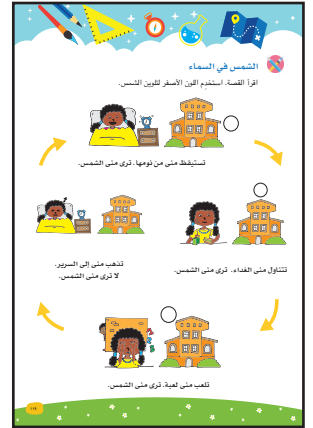 الشمس في السماء
اقرأ القصة. استخدم اللون الأصفر لتلوين الشمس.
تستيقظ منى من نومها. ترى منى الشمس.
تتناول منى الغداء. ترى منى الشمس.
تلعب منى لعبة. ترى منى الشمس.
تذهب منى إلى السرير.
لا ترى منى الشمس.